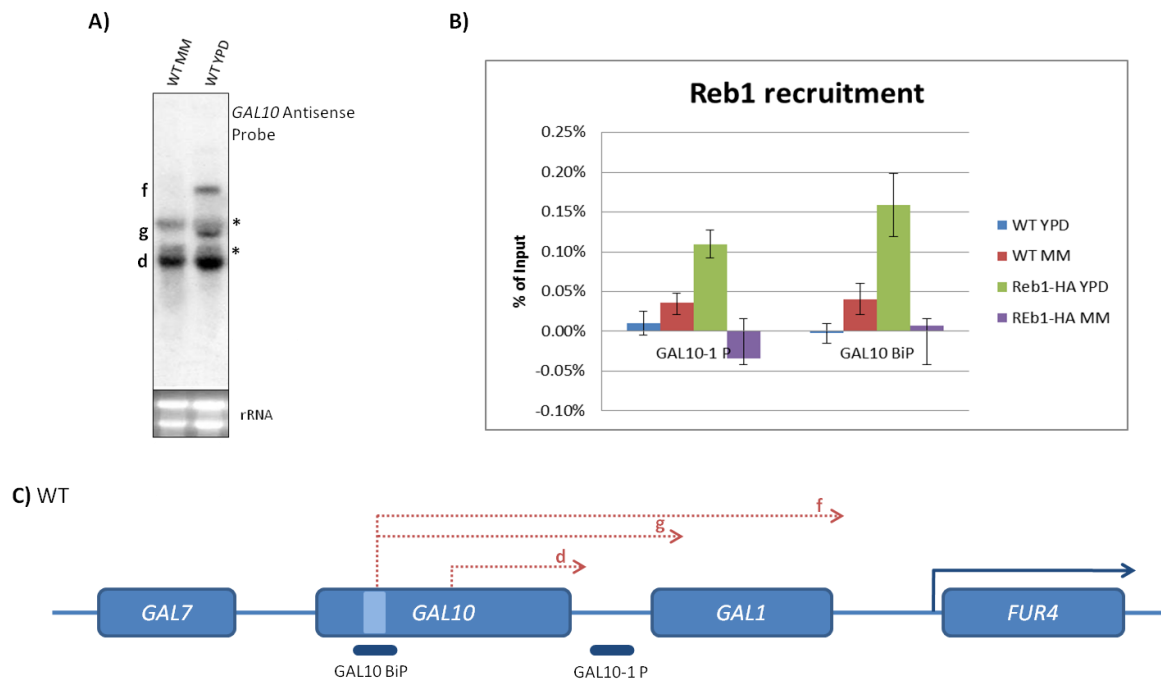 A)
WT MM
WT YPD
GAL10 Antisense
Probe
f
*
g
*
d
rRNA
B)
Reb1 recruitment
% of Input
0.25%
0.20%
0.15%
0.10%
0.05%
0.00%
-0.05%
-0.10%
GAL10-1 P
GAL10 BiP
WT YPD
WT MM
Reb1-HA YPD
REb1-HA MM
C) WT
f
g
d
GAL7
GAL10
GAL1
FUR4
GAL10 BiP
GAL10-1 P